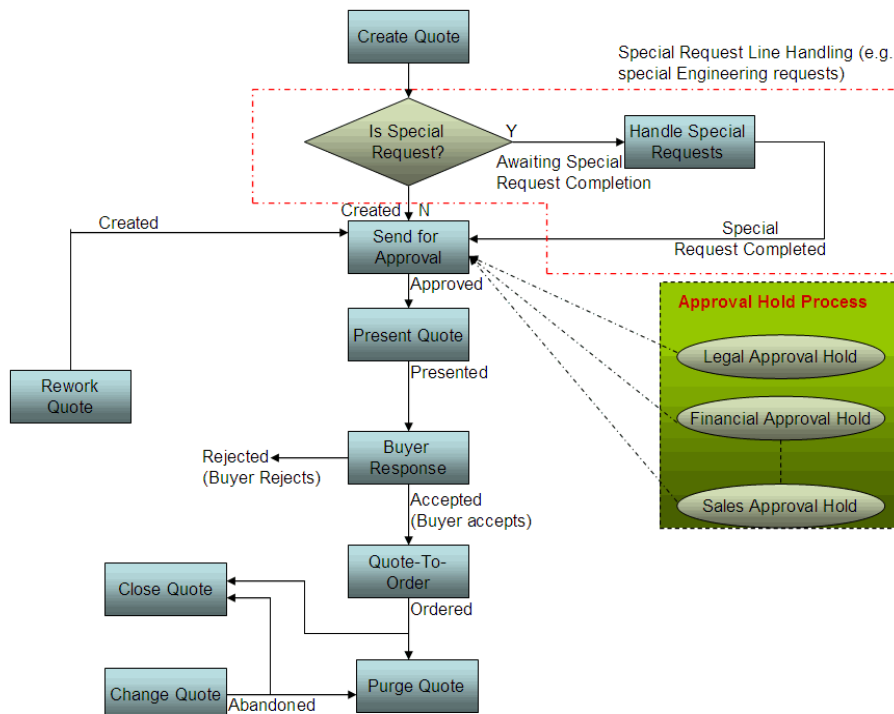 Create Quote
Special Request Line Handling (e.g.
special Engineering requests)
Is Special
Request?
Y
Handle Special
Requests
Awaiting Special
Request Completion
Created
N
Created
Send for
Approval
Special
Request Completed
Approved
Approval Hold Process
Present Quote
Legal Approval Hold
Presented
Rework
Quote
Financial Approval Hold
Buyer
Response
Rejected
(Buyer Rejects)
Accepted
(Buyer accepts)
Sales Approval Hold
Quote-To-
Order
Close Quote
Ordered
Change Quote
Abandoned
Purge Quote